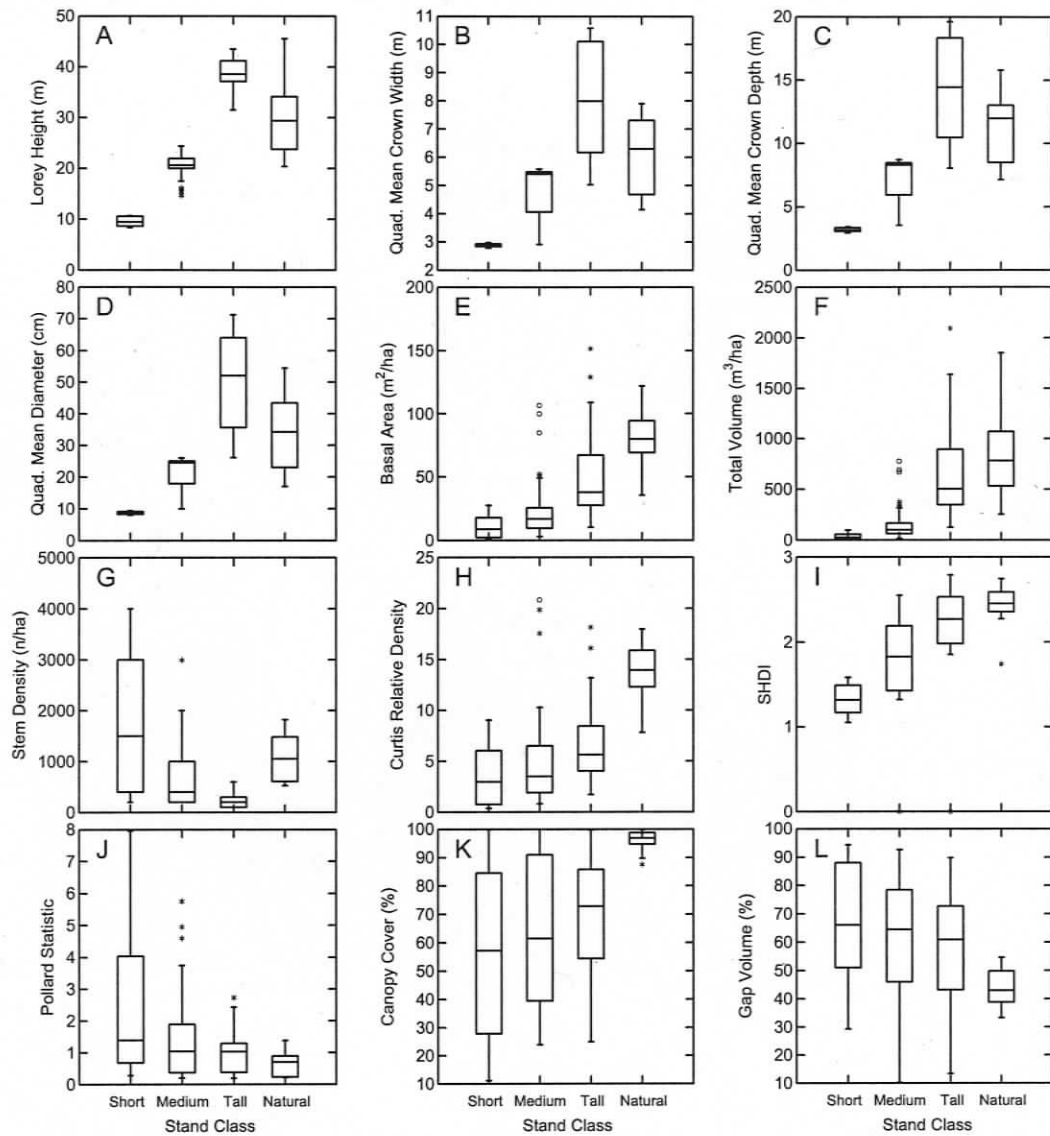 A
Lorey Height (m)
50
40
30
20
10
0
B
Quad. Mean Crown Width (m)
11
10
9
8
7
6
5
4
3
2
C
Quad. Mean Crown Depth (m)
20
15
10
5
0
D
Quad. Mean Diameter (cm)
80
70
60
50
40
30
20
10
0
E
Basal Area (m²/ha)
200
150
100
50
0
F
Total Volume (m³/ha)
2500
2000
1500
1000
500
0
G
Stem Density (n/ha)
5000
4000
3000
2000
1000
0
H
Curtis Relative Density
25
20
15
10
5
0
I
SHDI
3
2
1
0
J
Pollard Statistic
8
7
6
5
4
3
2
1
0
Short Medium Tall Natural
Stand Class
K
Canopy Cover (%)
100
90
80
70
60
50
40
30
20
10
Short Medium Tall Natural
Stand Class
L
Gap Volume (%)
100
90
80
70
60
50
40
30
20
10
Short Medium Tall Natural
Stand Class